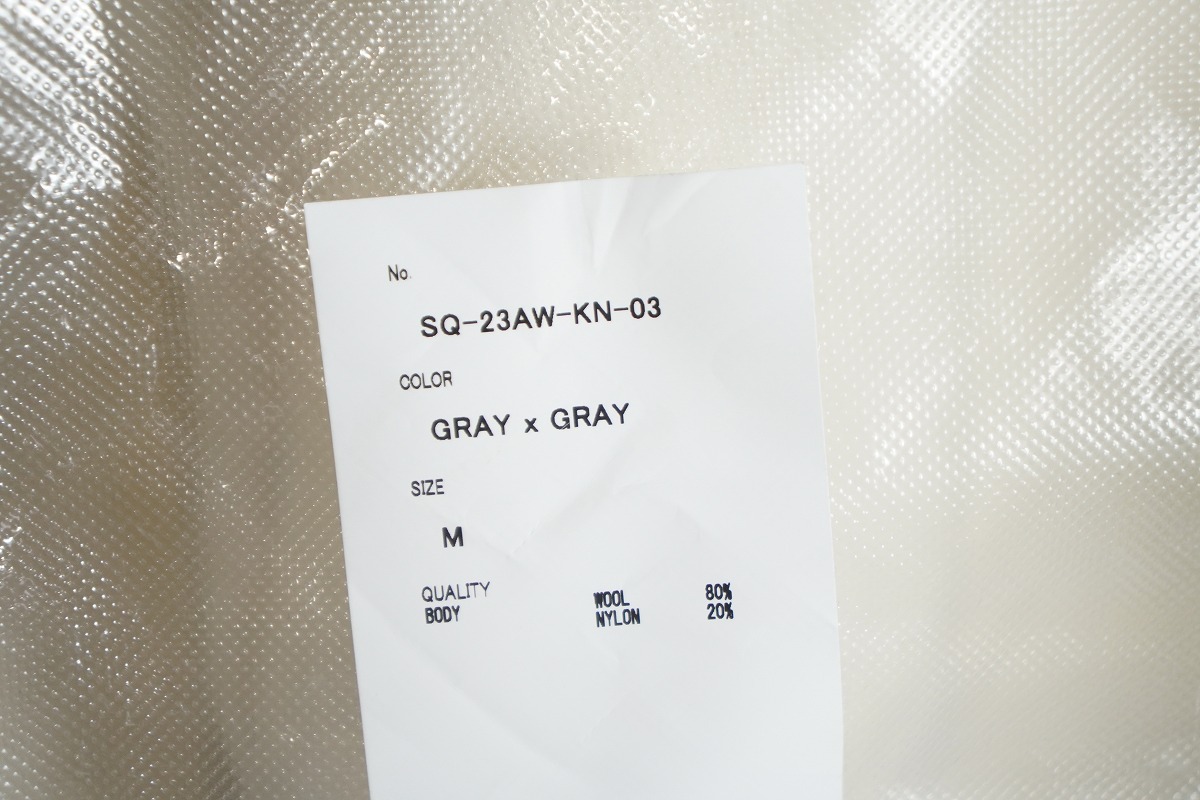 No.
SQ-23AW-KN-03
COLOR
GRAY x GRAY
SIZE
M
QUALITY
BODY WOOL 80%
NYLON 20%